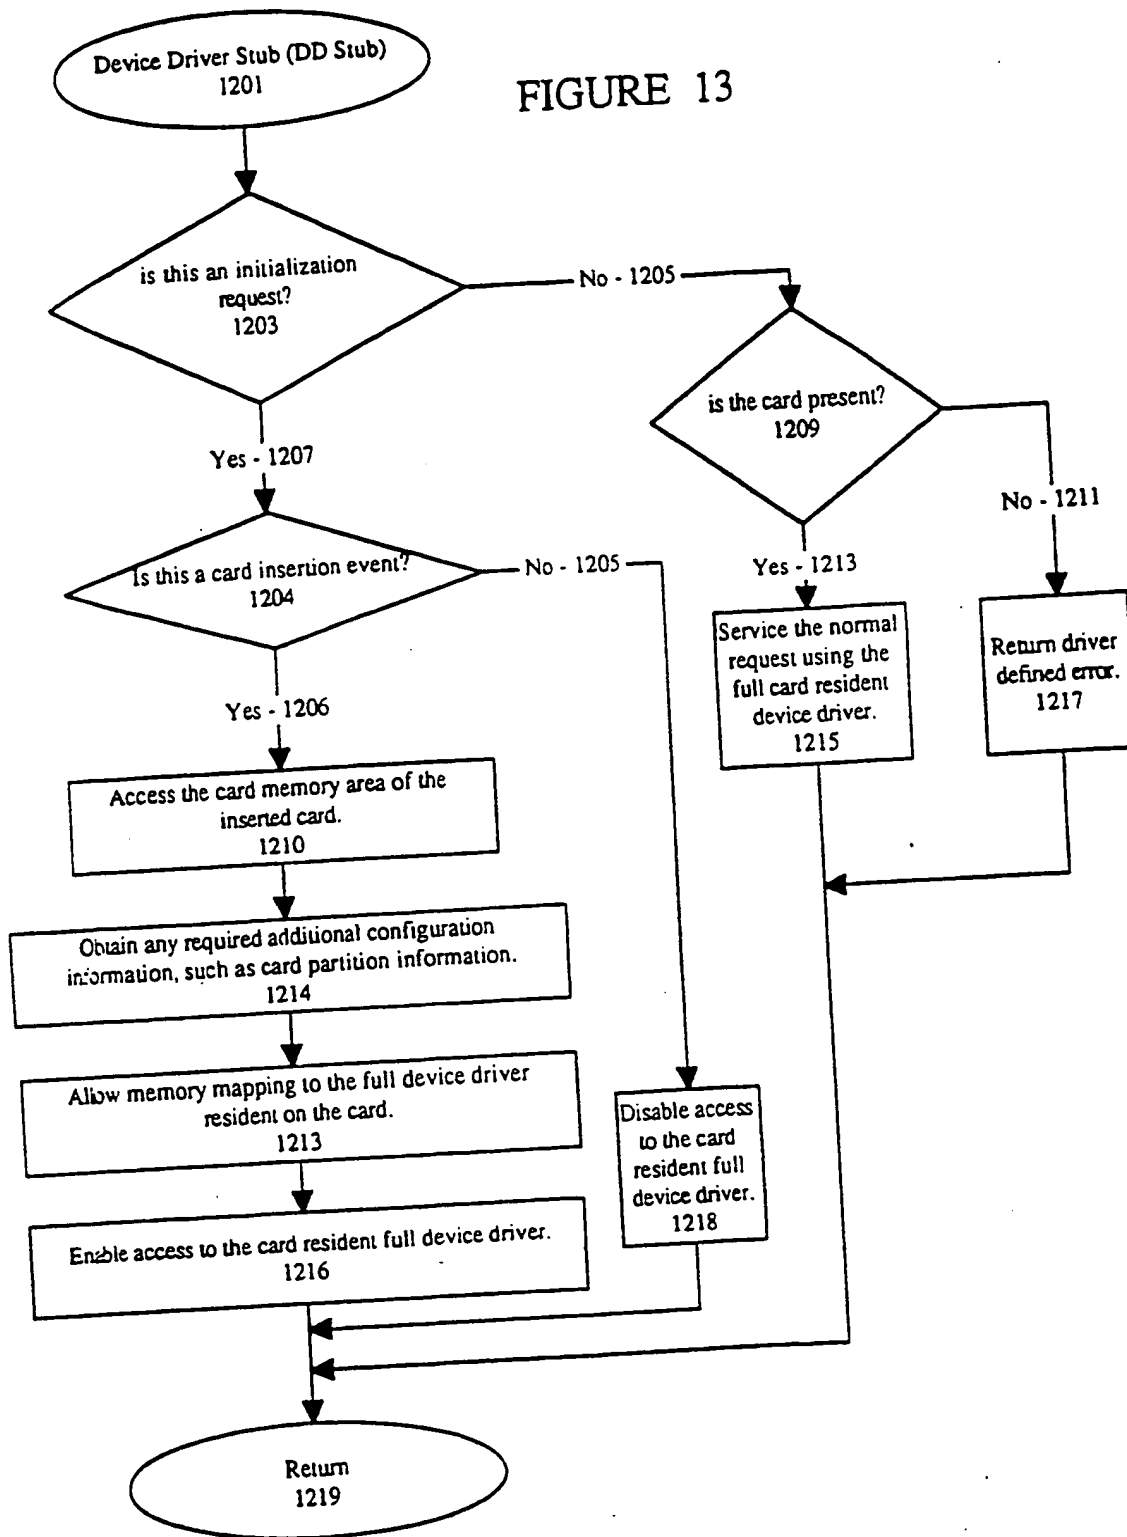 Device Driver Stub (DD Stub)
1201
FIGURE 13
is this an initialization
request?
1203
No - 1205
is the card present?
1209
Yes - 1207
No - 1211
Is this a card insertion event?
1204
No - 1205
Yes - 1213
Service the normal
request using the
full card resident
device driver.
1215
Return driver
defined error.
1217
Yes - 1206
Access the card memory area of the
inserted card.
1210
Obtain any required additional configuration
information, such as card partition information.
1214
Allow memory mapping to the full device driver
resident on the card.
1213
Disable access
to the card
resident full
device driver.
1218
Enable access to the card resident full device driver.
1216
Return
1219